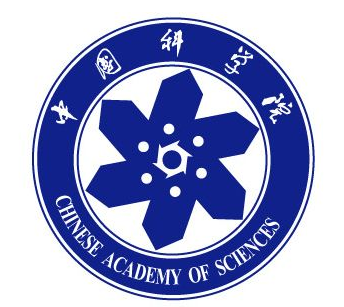 中国科学院
CHINESE ACADEMY OF SCIENCES